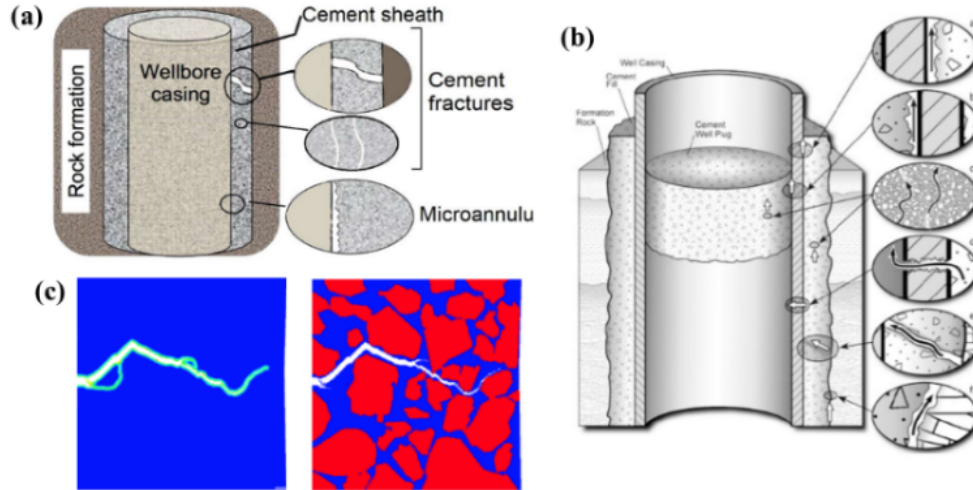 (a)
Cement sheath
Rock formation
Wellbore
casing
Cement
fractures
Microannulu
(b)
Well Casing
Cement
Fill
Formation
Rock
Cement
Well Plug
(c)